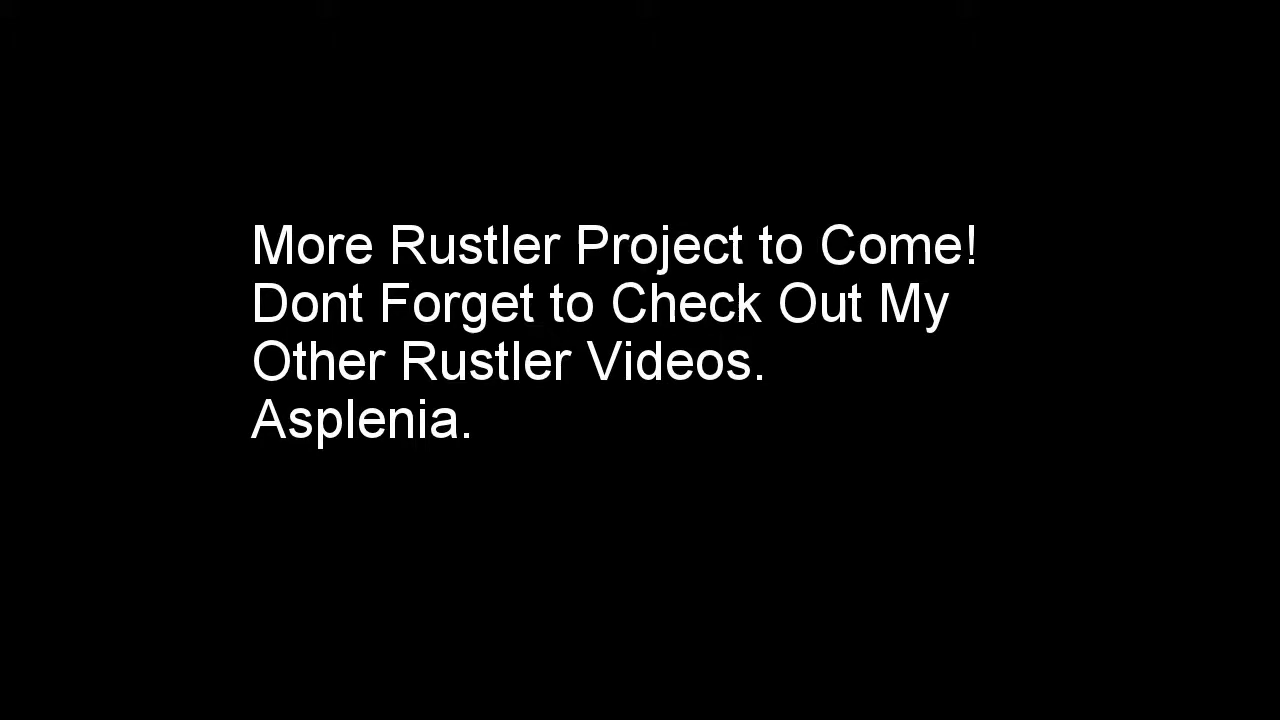 More Rustler Project to Come!
Dont Forget to Check Out My
Other Rustler Videos.
Asplenia.